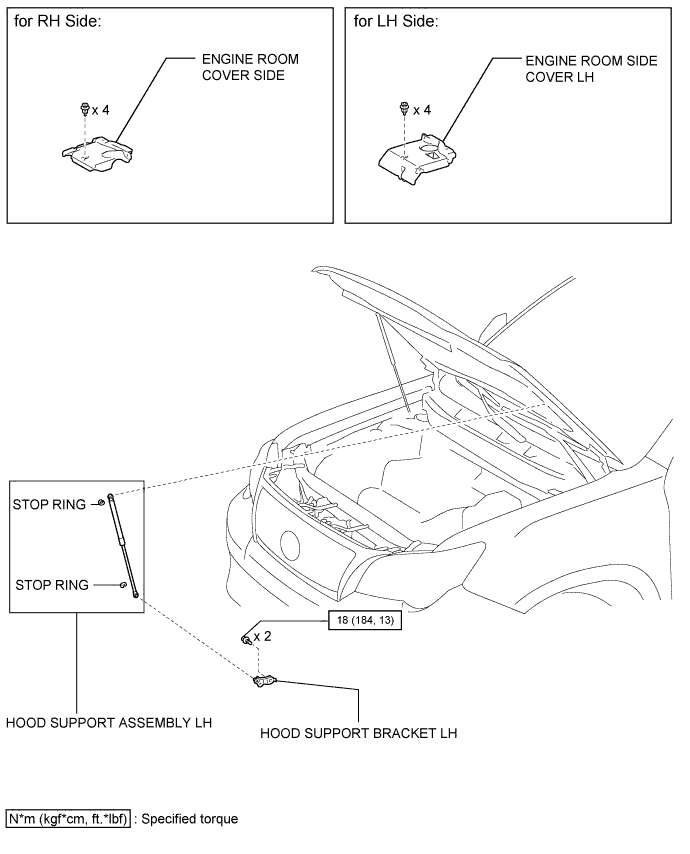 for RH Side:
ENGINE ROOM
COVER SIDE
x 4
for LH Side:
ENGINE ROOM SIDE
COVER LH
x 4
STOP RING
STOP RING
18 (184, 13)
x 2
HOOD SUPPORT ASSEMBLY LH
HOOD SUPPORT BRACKET LH
N*m (kgf*cm, ft.*lbf) : Specified torque